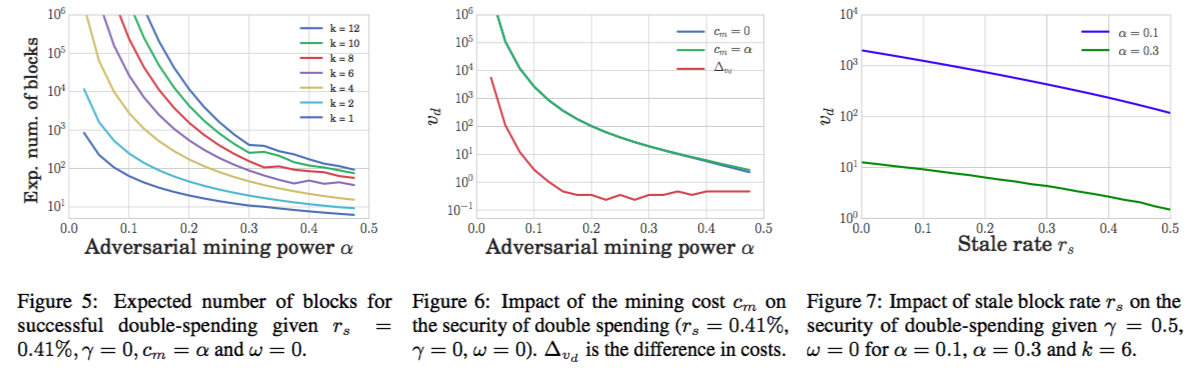 10^6
10^5
10^4
10^3
10^2
10^1
Exp. num. of blocks
k = 12
k = 10
k = 8
k = 6
k = 4
k = 2
k = 1
0.0 0.1 0.2 0.3 0.4 0.5
Adversarial mining power α
10^6
10^5
10^4
10^3
10^2
10^1
10^0
10^−1
v_d
c_m = 0
c_m = α
Δ_{v_d}
0.0 0.1 0.2 0.3 0.4 0.5
Adversarial mining power α
10^4
10^3
10^2
10^1
10^0
v_d
α = 0.1
α = 0.3
0.0 0.1 0.2 0.3 0.4 0.5
Stale rate r_s
Figure 5: Expected number of blocks for
successful double-spending given r_s =
0.41%, γ = 0, c_m = α and ω = 0.
Figure 6: Impact of the mining cost c_m on
the security of double spending (r_s = 0.41%,
γ = 0, ω = 0). Δ_{v_d} is the difference in costs.
Figure 7: Impact of stale block rate r_s on the
security of double-spending given γ = 0.5,
ω = 0 for α = 0.1, α = 0.3 and k = 6.